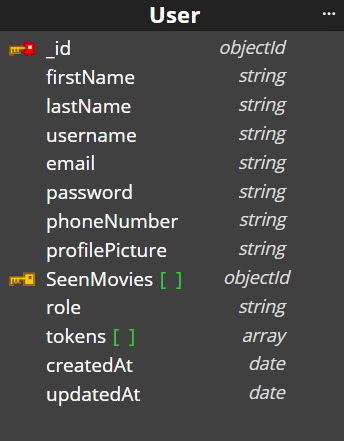 User ...
_id objectId
firstName string
lastName string
username string
email string
password string
phoneNumber string
profilePicture string
SeenMovies [ ] objectId
role string
tokens [ ] array
createdAt date
updatedAt date